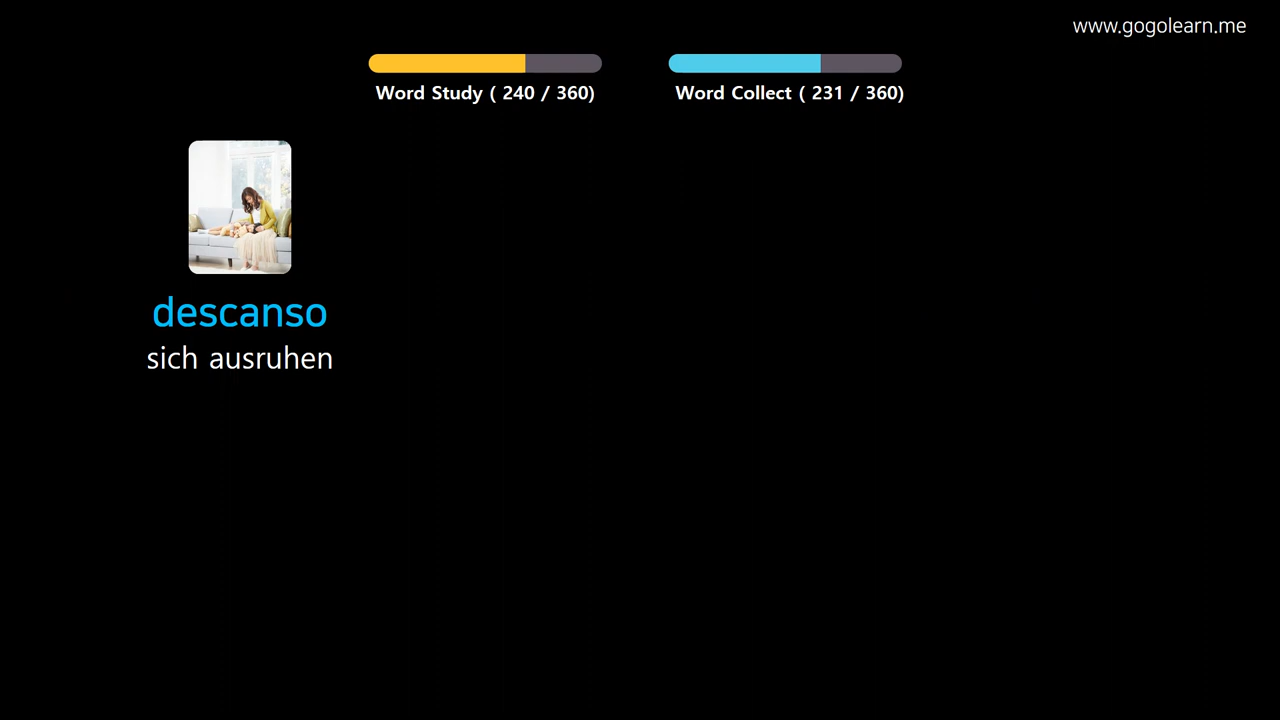 www.gogolearn.me
Word Study ( 240 / 360)
Word Collect ( 231 / 360)
descanso
sich ausruhen